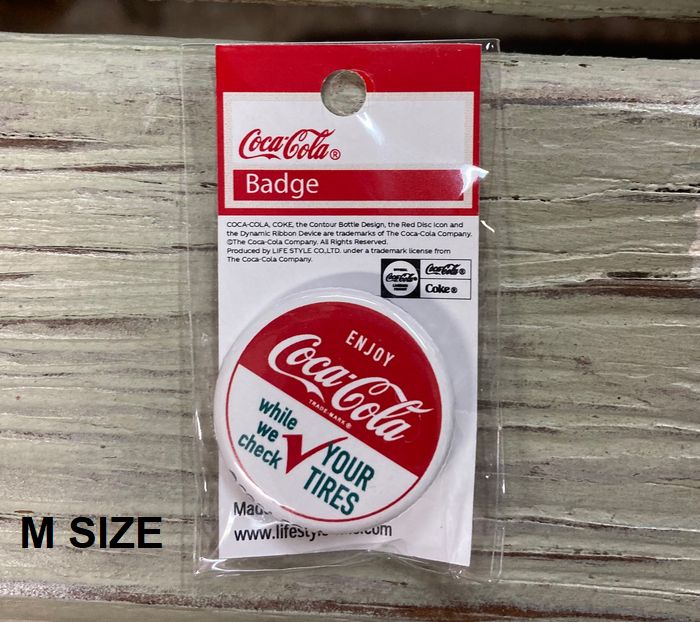 Coca-Cola®
Badge
COCA-COLA, COKE, the Contour Bottle Design, the Red Disc Icon and
the Dynamic Ribbon Device are trademarks of The Coca-Cola Company.
©The Coca-Cola Company. All Rights Reserved.
Produced by LIFE STYLE CO.,LTD. under a trademark license from
The Coca-Cola Company.
Coca-Cola®
Coke®
ENJOY
Coca-Cola
TRADE-MARK®
while
we
check
YOUR
TIRES
www.lifestyle
.com
M SIZE